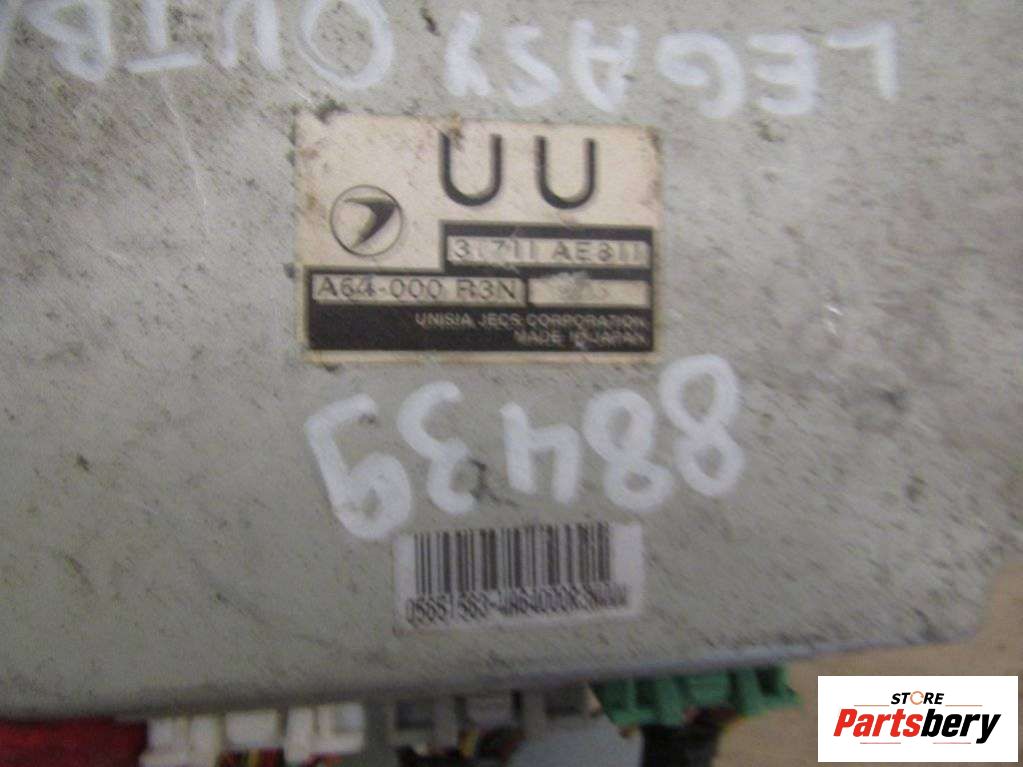 LEGASY OUTB
UU
31711 AE811
A64-000 R3N
UNISIA JECS CORPORATION
MADE IN JAPAN
88439
STORE
Partsbery